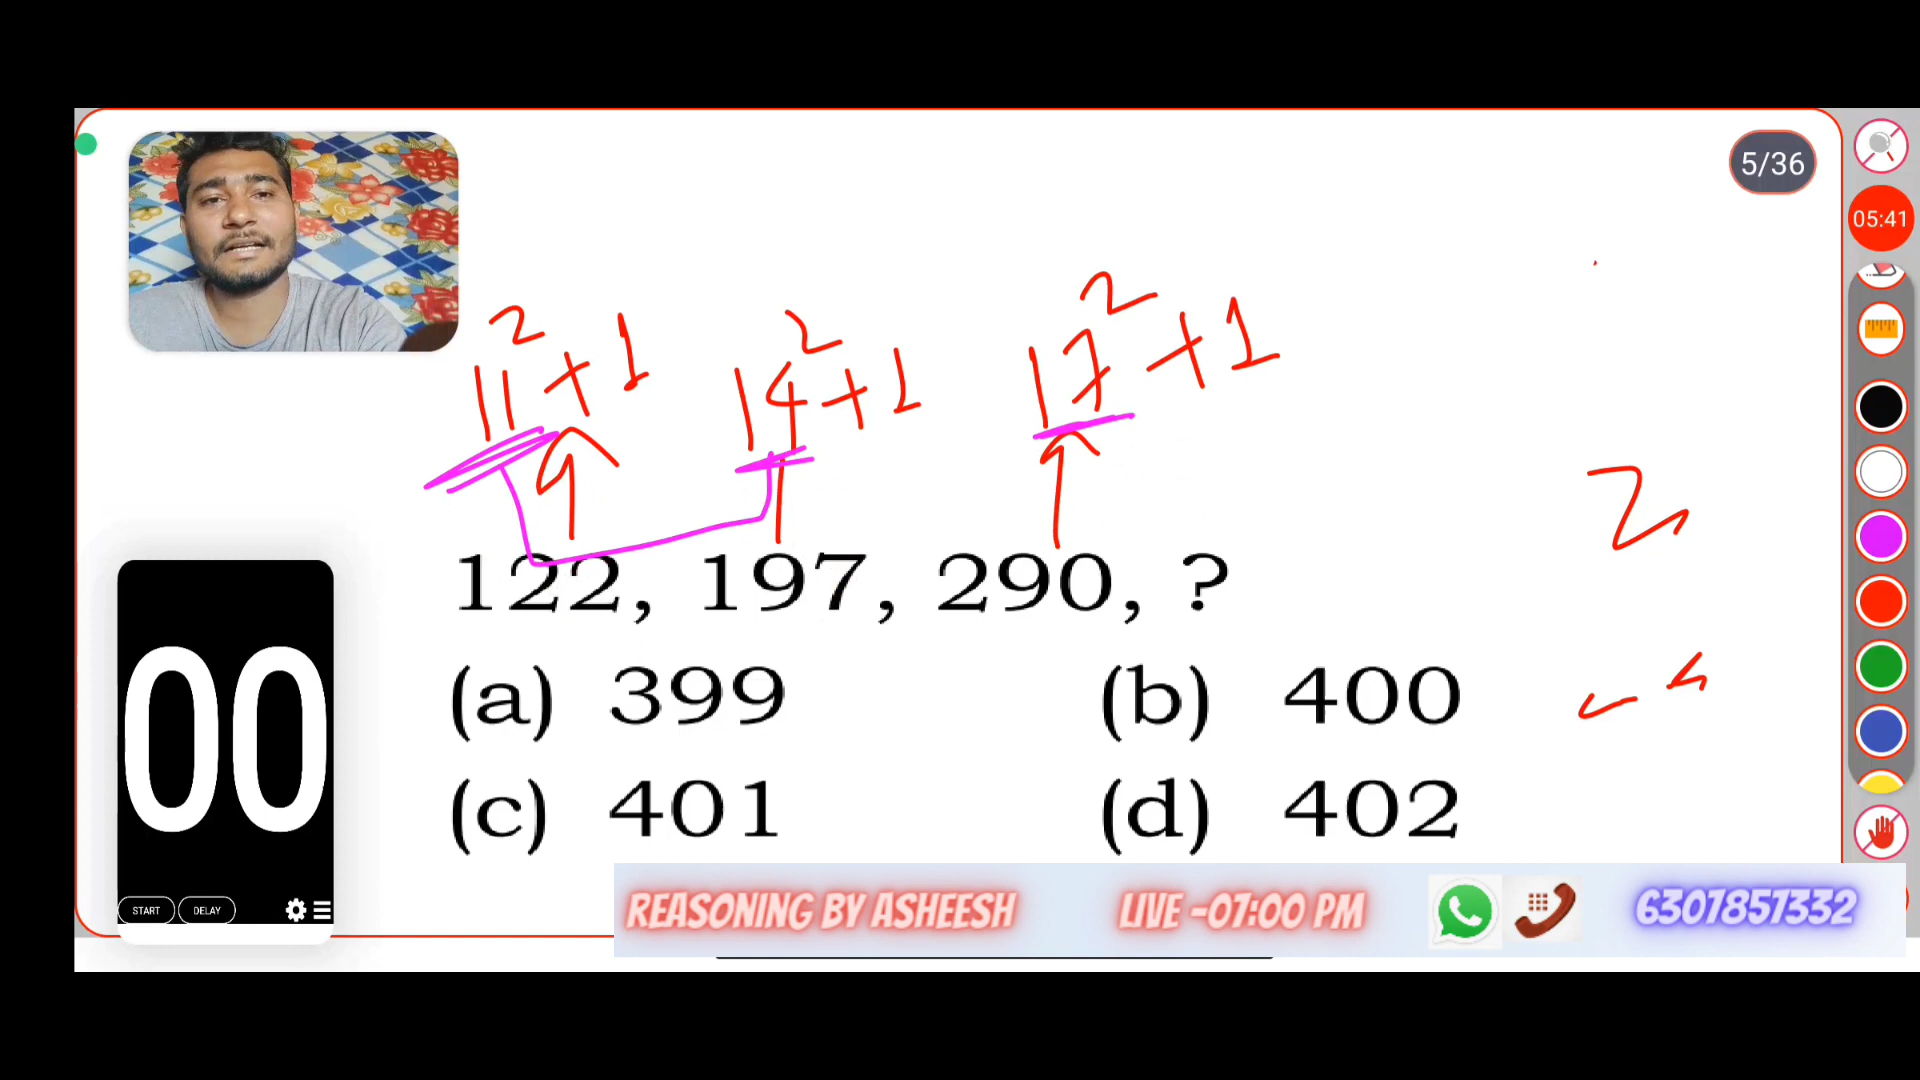 5/36
05:41
11²+1 14²+1 17²+1
2
122, 197, 290, ?
(a) 399 (b) 400
(c) 401 (d) 402
00
START DELAY
REASONING BY ASHEESH LIVE -07:00 PM 6307857332